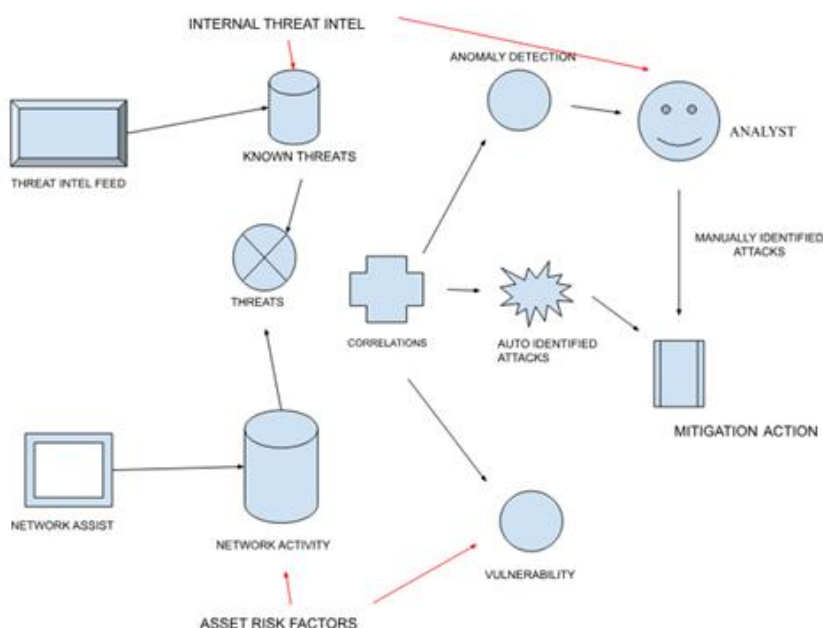 INTERNAL THREAT INTEL
ANOMALY DETECTION
ANALYST
KNOWN THREATS
THREAT INTEL FEED
MANUALLY IDENTIFIED
ATTACKS
THREATS
CORRELATIONS
AUTO IDENTIFIED
ATTACKS
MITIGATION ACTION
NETWORK ASSIST
NETWORK ACTIVITY
VULNERABILITY
ASSET RISK FACTORS